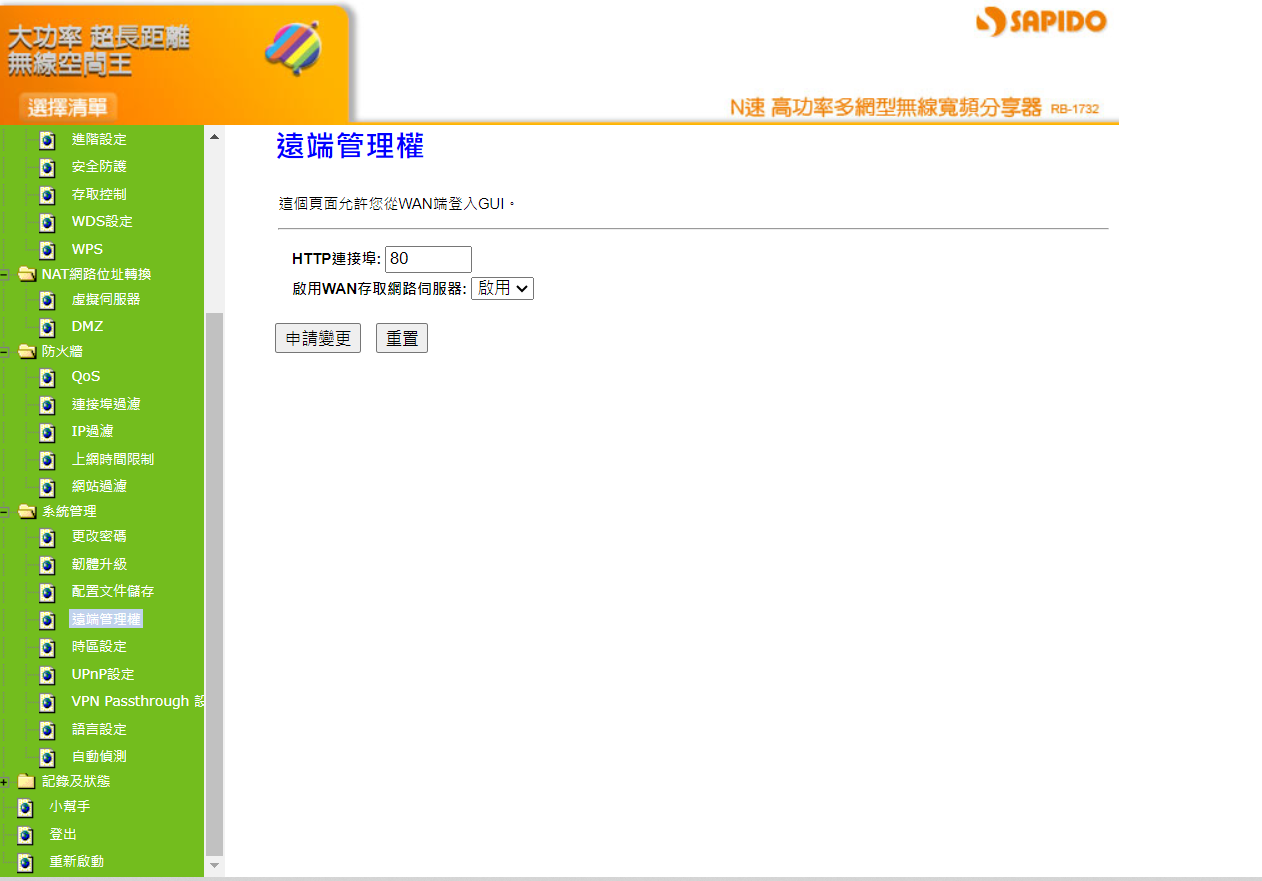 大功率 超長距離
無線空間王
選擇清單
SAPIDO
N速 高功率多網型無線寬頻分享器 RB-1732
進階設定
安全防護
存取控制
WDS設定
WPS
NAT網路位址轉換
虛擬伺服器
DMZ
防火牆
QoS
連接埠過濾
IP過濾
上網時間限制
網站過濾
系統管理
更改密碼
韌體升級
配置文件儲存
遠端管理權
時區設定
UPnP設定
VPN Passthrough 設
語言設定
自動偵測
記錄及狀態
小幫手
登出
重新啟動
遠端管理權
這個頁面允許您從WAN端登入GUI。
HTTP連接埠: 80
啟用WAN存取網路伺服器: 啟用
申請變更 重置